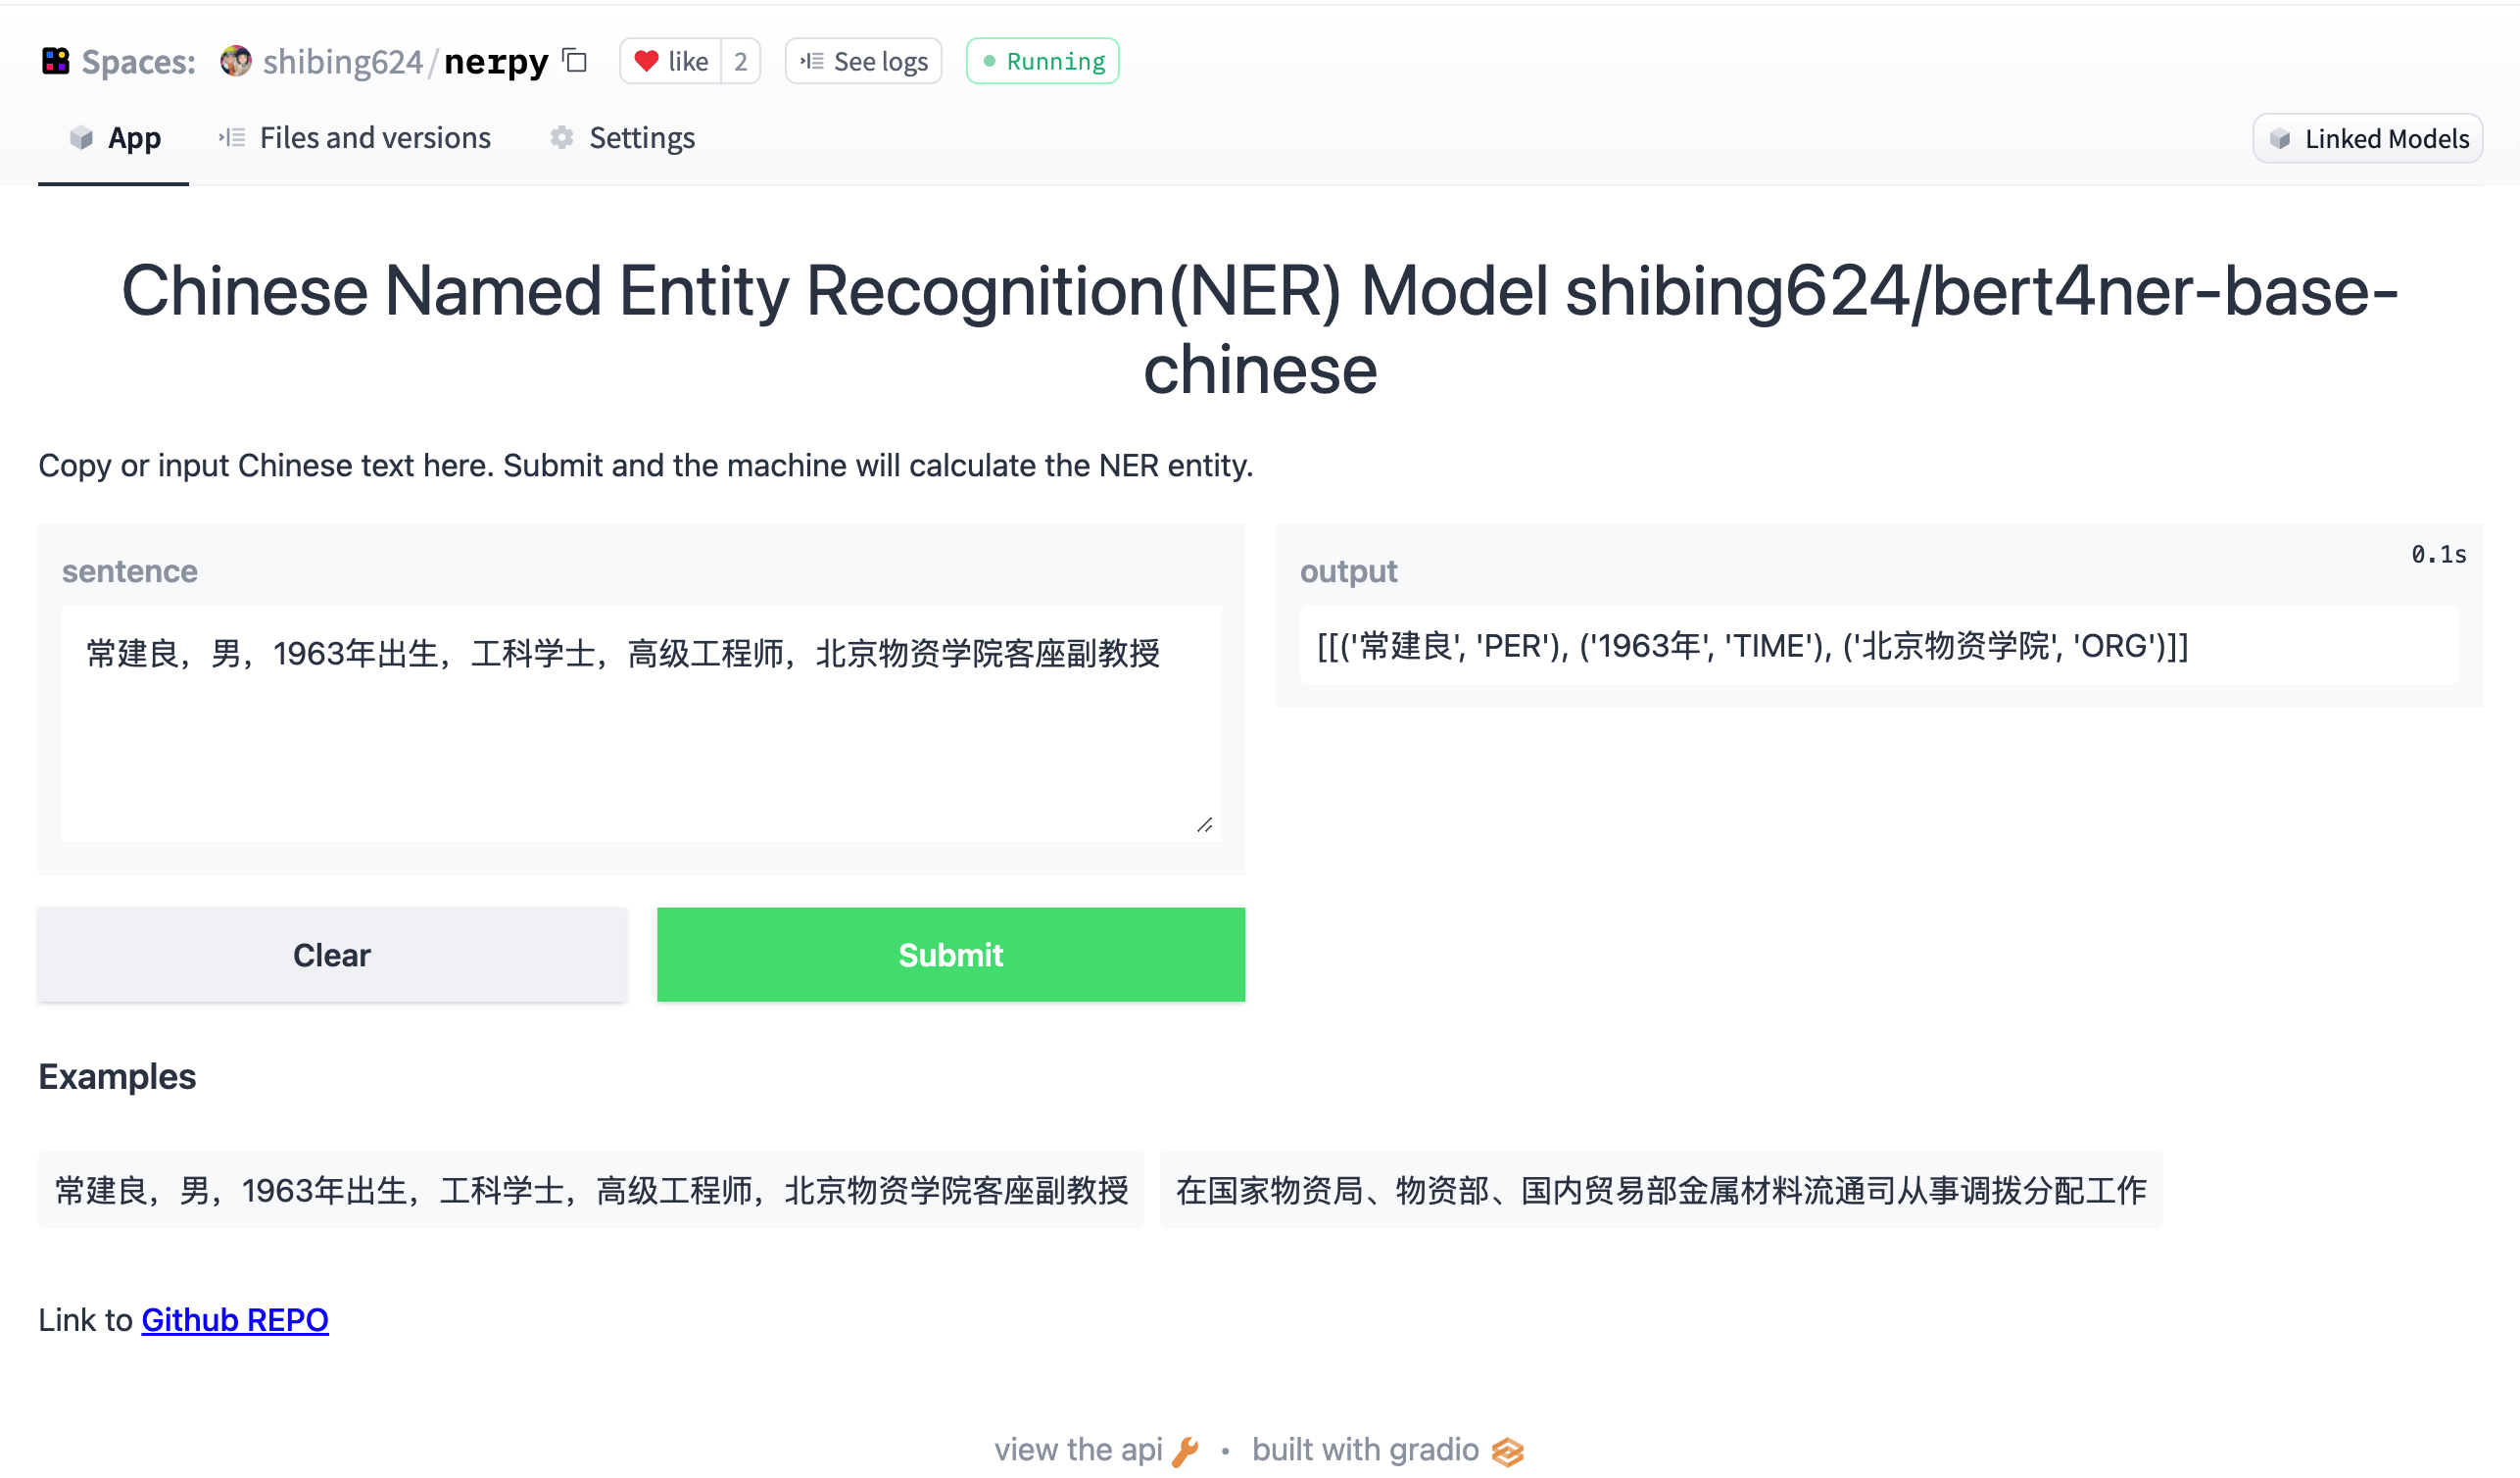 Spaces: shibing624/nerpy like 2 See logs Running
App Files and versions Settings Linked Models
Chinese Named Entity Recognition(NER) Model shibing624/bert4ner-base-
chinese
Copy or input Chinese text here. Submit and the machine will calculate the NER entity.
sentence
常建良，男，1963年出生，工科学士，高级工程师，北京物资学院客座副教授
output
0.1s
[[('常建良', 'PER'), ('1963年', 'TIME'), ('北京物资学院', 'ORG')]]
Clear
Submit
Examples
常建良，男，1963年出生，工科学士，高级工程师，北京物资学院客座副教授
在国家物资局、物资部、国内贸易部金属材料流通司从事调拨分配工作
Link to Github REPO
view the api • built with gradio